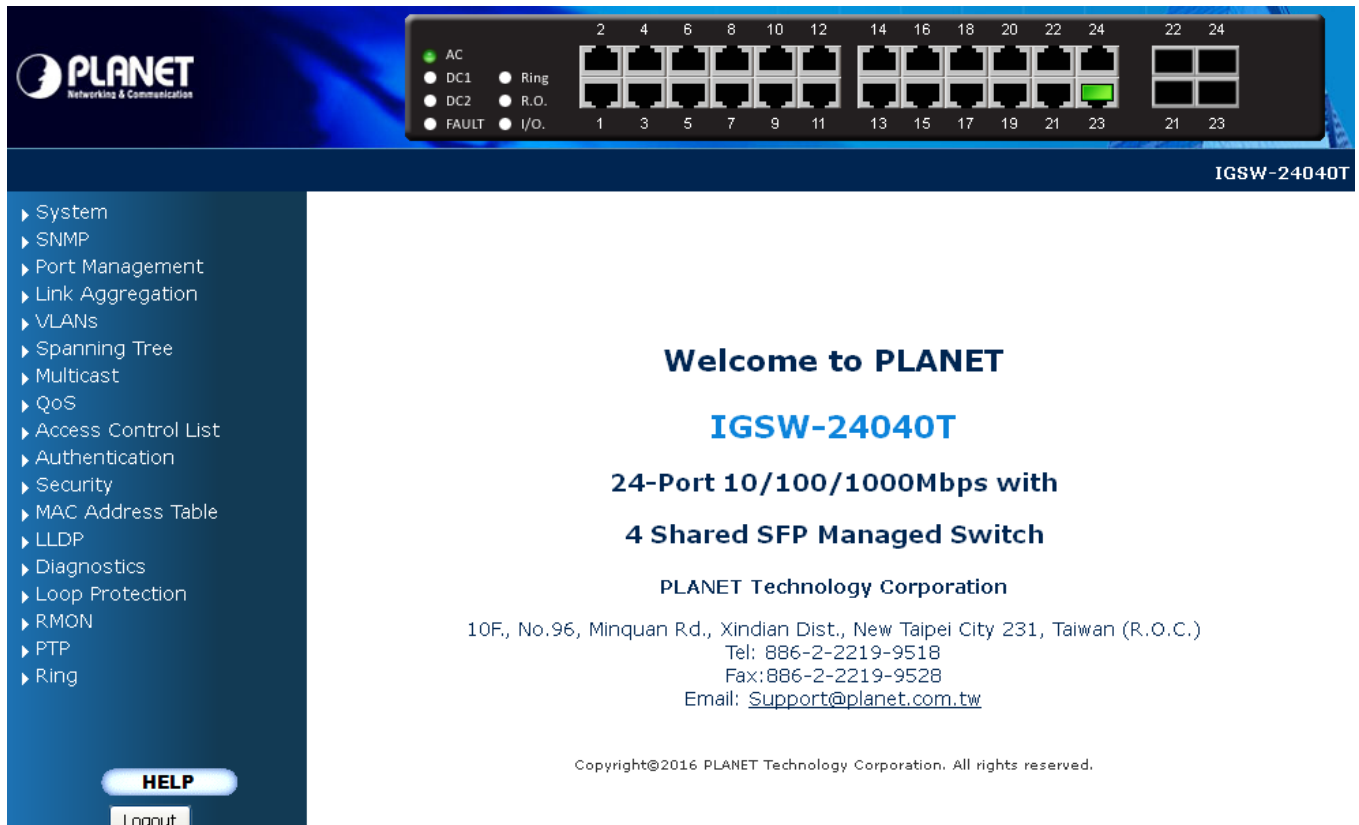 PLANET
Networking & Communication
2 4 6 8 10 12 14 16 18 20 22 24 22 24
AC
DC1 Ring
DC2 R.O.
FAULT I/O.
1 3 5 7 9 11 13 15 17 19 21 23 21 23
IGSW-24040T
System
SNMP
Port Management
Link Aggregation
VLANs
Spanning Tree
Multicast
QoS
Access Control List
Authentication
Security
MAC Address Table
LLDP
Diagnostics
Loop Protection
RMON
PTP
Ring
HELP
Logout
Welcome to PLANET
IGSW-24040T
24-Port 10/100/1000Mbps with
4 Shared SFP Managed Switch
PLANET Technology Corporation
10F., No.96, Minquan Rd., Xindian Dist., New Taipei City 231, Taiwan (R.O.C.)
Tel: 886-2-2219-9518
Fax:886-2-2219-9528
Email: Support@planet.com.tw
Copyright©2016 PLANET Technology Corporation. All rights reserved.